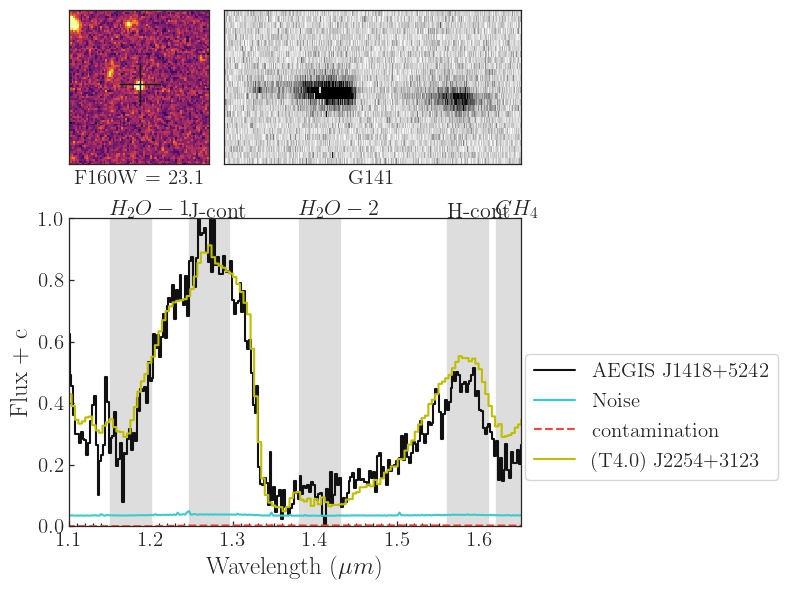 F160W = 23.1
G141
H₂O − 1 J-cont H₂O − 2 H-cont CH₄
1.0
0.8
0.6
0.4
0.2
0.0
Flux + c
1.1 1.2 1.3 1.4 1.5 1.6
Wavelength (μm)
AEGIS J1418+5242
Noise
contamination
(T4.0) J2254+3123